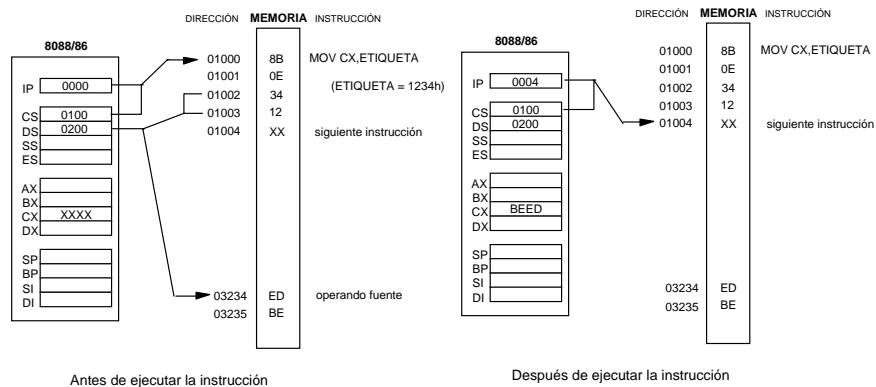 DIRECCIÓN MEMORIA INSTRUCCIÓN
8088/86
IP 0000
CS 0100
DS 0200
SS
ES
AX
BX
CX XXXX
DX
SP
BP
SI
DI
01000 8B MOV CX,ETIQUETA
01001 0E
(ETIQUETA = 1234h)
01002 34
01003 12
01004 XX siguiente instrucción
03234 ED operando fuente
03235 BE
Antes de ejecutar la instrucción
DIRECCIÓN MEMORIA INSTRUCCIÓN
8088/86
IP 0004
CS 0100
DS 0200
SS
ES
AX
BX
CX BEED
DX
SP
BP
SI
DI
01000 8B MOV CX,ETIQUETA
01001 0E
01002 34
01003 12
01004 XX siguiente instrucción
03234 ED
03235 BE
Después de ejecutar la instrucción